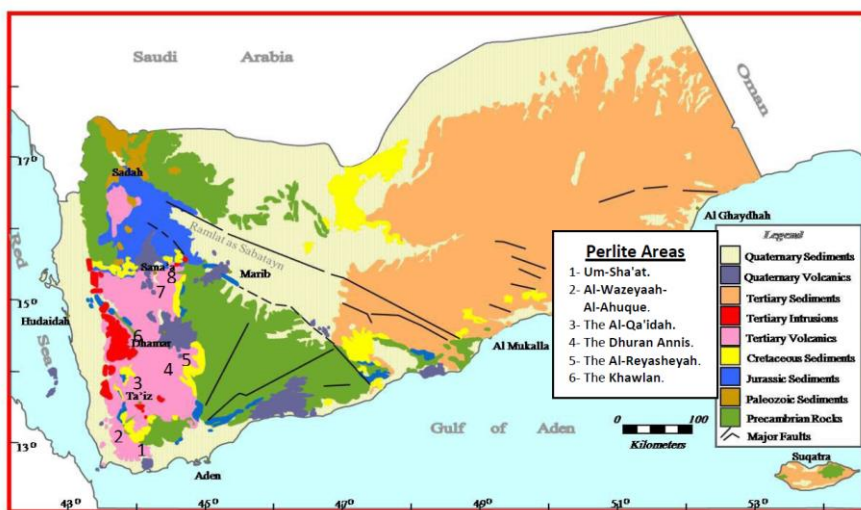 Saudi Arabia
Oman
17°
Sadah
Al Ghaydhah
Ramlat as Sabatayn
Red
Sea
Sana'a
Marib
8
7
15°
Hudaidah
6
Dhamar
5
4
3
Ta'iz
Al Mukalla
2
1
13°
Aden
Gulf of Aden
Perlite Areas
1- Um-Sha'at.
2- Al-Wazeyaah-
Al-Ahuque.
3- The Al-Qa'idah.
4- The Dhuran Annis.
5- The Al-Reyasheyah.
6- The Khawlan.
Legend
Quaternary Sediments
Quaternary Volcanics
Tertiary Sediments
Tertiary Intrusions
Tertiary Volcanics
Cretaceous Sediments
Jurassic Sediments
Paleozoic Sediments
Precambrian Rocks
Major Faults
0 100
Kilometers
Suqatra
43° 45° 47° 49° 51° 53°